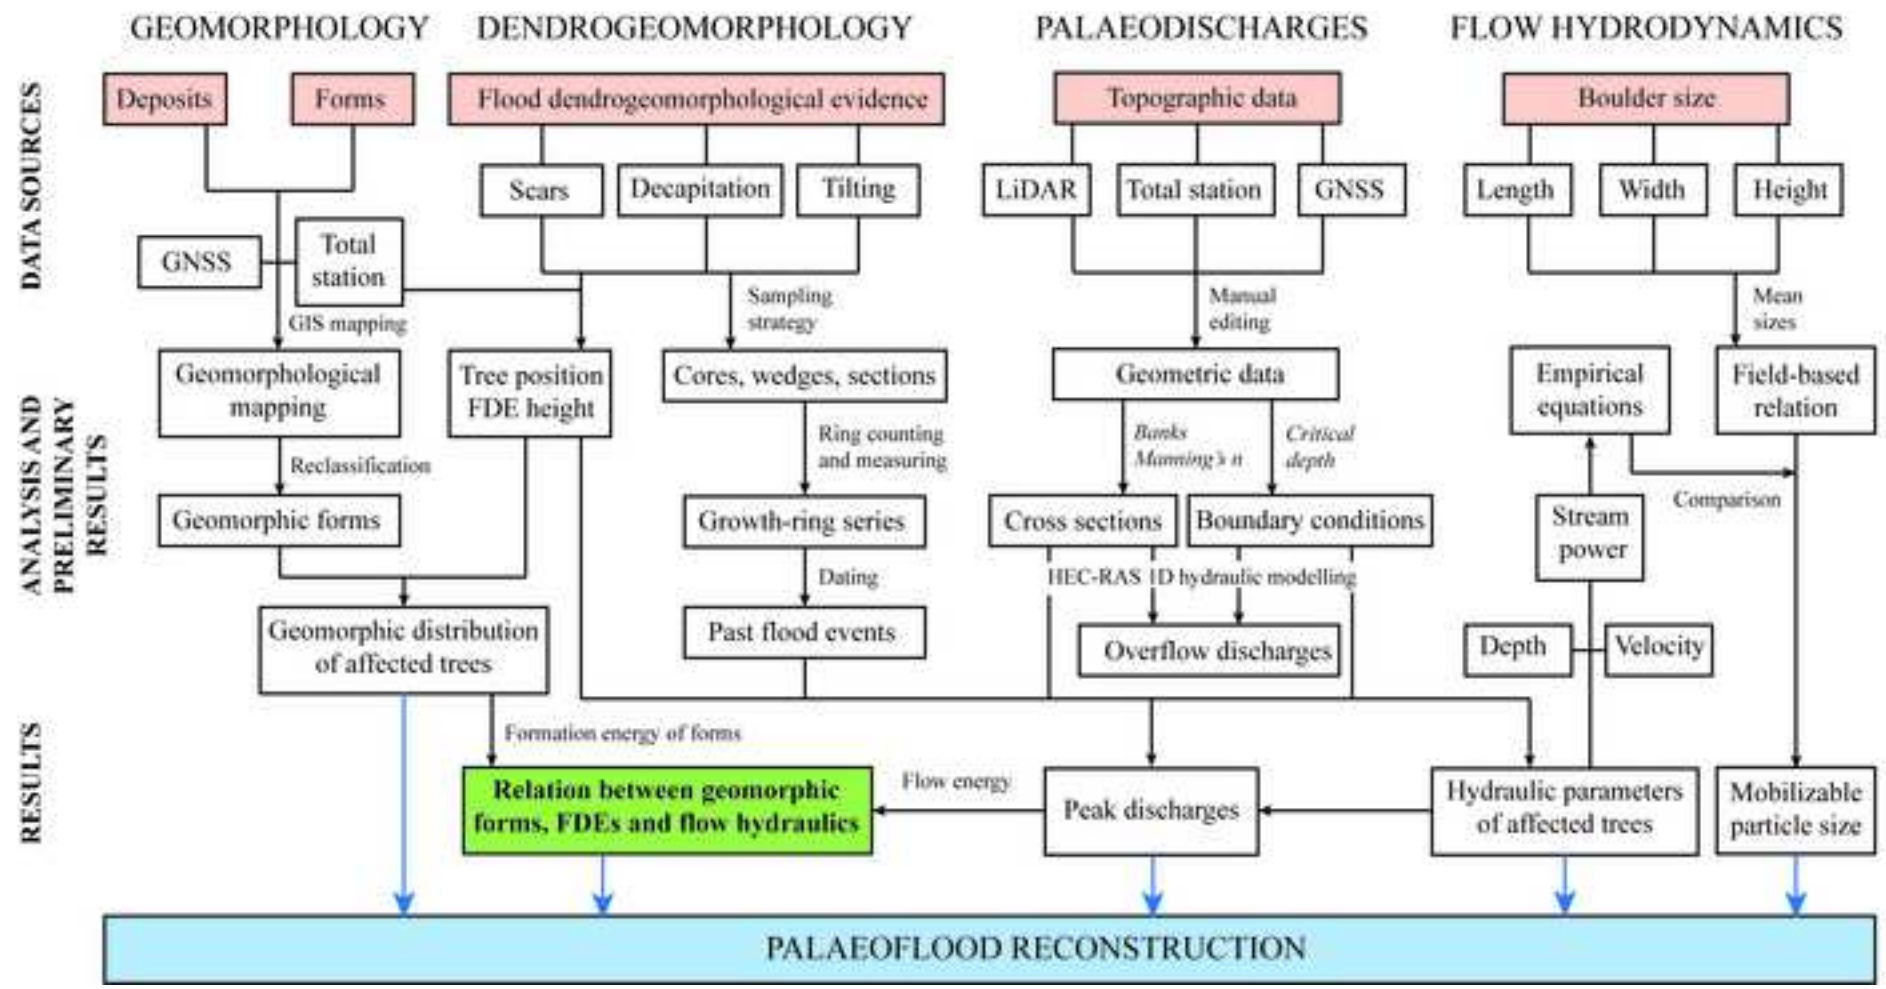 GEOMORPHOLOGY
DENDROGEOMORPHOLOGY
PALAEODISCHARGES
FLOW HYDRODYNAMICS
DATA SOURCES
Deposits
Forms
Flood dendrogeomorphological evidence
Topographic data
Boulder size
Scars
Decapitation
Tilting
LiDAR
Total station
GNSS
Length
Width
Height
GNSS
Total
station
GIS mapping
Sampling
strategy
Manual
editing
Mean
sizes
ANALYSIS AND
PRELIMINARY
RESULTS
Geomorphological
mapping
Tree position
FDE height
Cores, wedges, sections
Geometric data
Empirical
equations
Field-based
relation
Reclassification
Ring counting
and measuring
Banks
Manning's n
Critical
depth
Comparison
Geomorphic forms
Growth-ring series
Cross sections
Boundary conditions
Stream
power
Dating
HEC-RAS 1D hydraulic modelling
Geomorphic distribution
of affected trees
Past flood events
Overflow discharges
Depth
Velocity
RESULTS
Formation energy of forms
Relation between geomorphic
forms, FDEs and flow hydraulics
Flow energy
Peak discharges
Hydraulic parameters
of affected trees
Mobilizable
particle size
PALAEOFLOOD RECONSTRUCTION